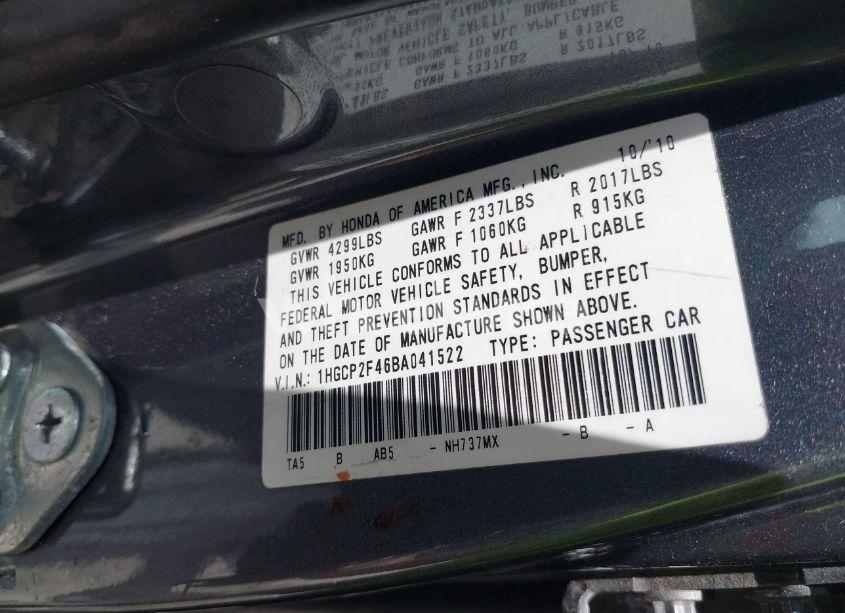 MFD. BY HONDA OF AMERICA MFG., INC. 10/'10
GVWR 4299LBS GAWR F 2337LBS R 2017LBS
GVWR 1950KG GAWR F 1060KG R 915KG
THIS VEHICLE CONFORMS TO ALL APPLICABLE
FEDERAL MOTOR VEHICLE SAFETY, BUMPER,
AND THEFT PREVENTION STANDARDS IN EFFECT
ON THE DATE OF MANUFACTURE SHOWN ABOVE.
V.I.N.: 1HGCP2F46BA041522 TYPE: PASSENGER CAR
TA5 B AB5 - NH737MX - B - A